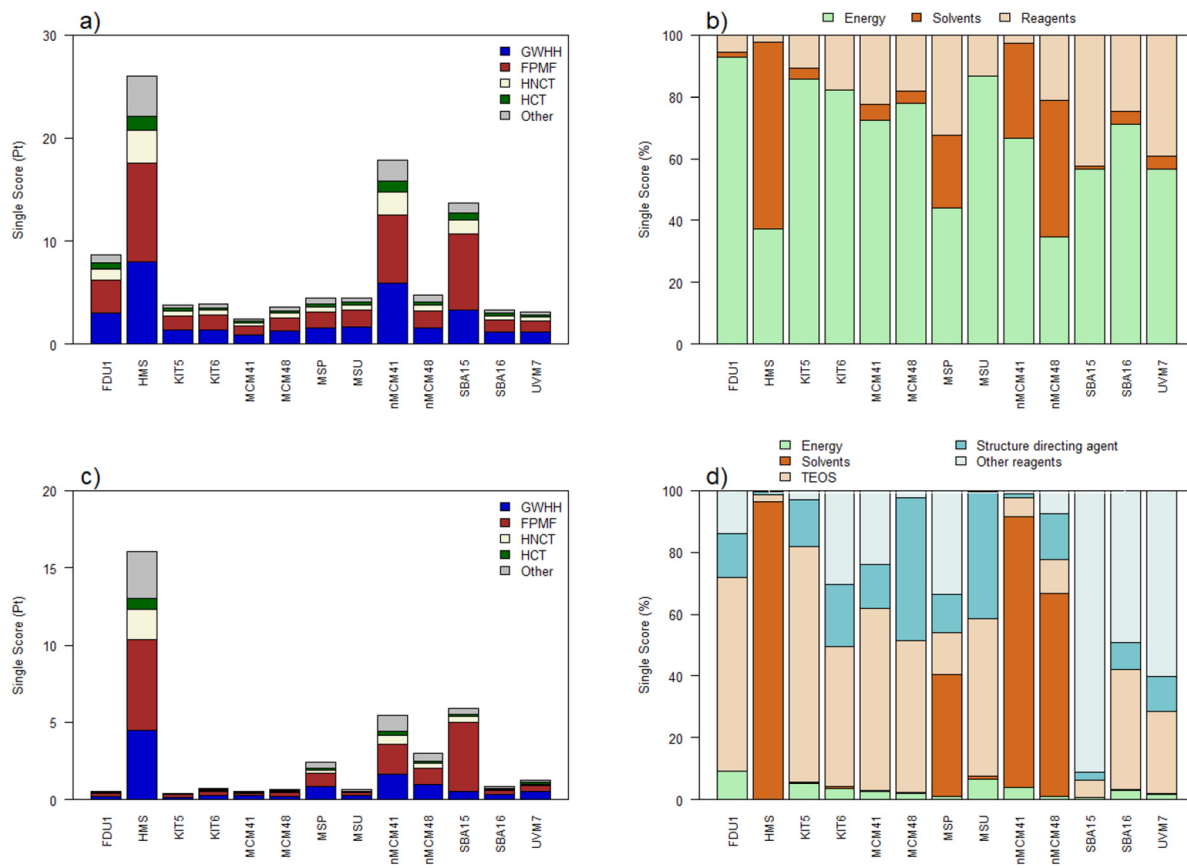 a)
30
20
10
0
Single Score (Pt)
GWHH
FPMF
HNCT
HCT
Other
FDU1
HMS
KIT5
KIT6
MCM41
MCM48
MSP
MSU
nMCM41
nMCM48
SBA15
SBA16
UVM7
b)
Energy Solvents Reagents
100
80
60
40
20
0
Single Score (%)
FDU1
HMS
KIT5
KIT6
MCM41
MCM48
MSP
MSU
nMCM41
nMCM48
SBA15
SBA16
UVM7
c)
20
15
10
5
0
Single Score (Pt)
GWHH
FPMF
HNCT
HCT
Other
FDU1
HMS
KIT5
KIT6
MCM41
MCM48
MSP
MSU
nMCM41
nMCM48
SBA15
SBA16
UVM7
d)
Energy Structure directing agent
Solvents Other reagents
TEOS
100
80
60
40
20
0
Single Score (%)
FDU1
HMS
KIT5
KIT6
MCM41
MCM48
MSP
MSU
nMCM41
nMCM48
SBA15
SBA16
UVM7